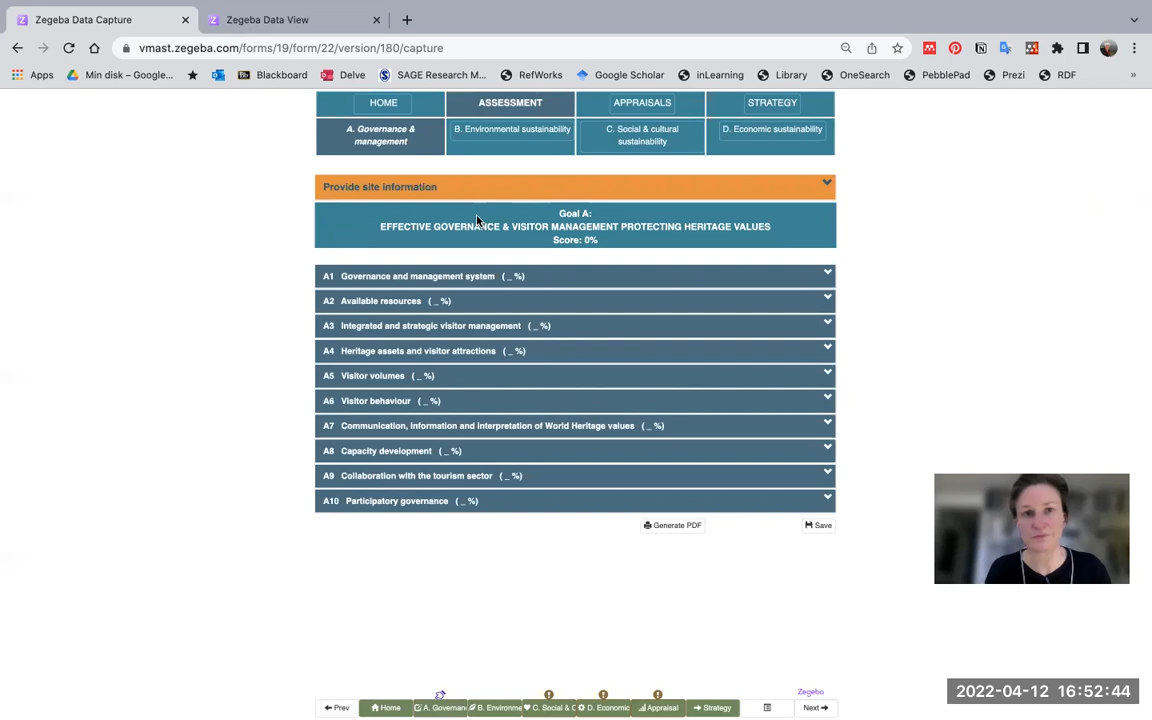 Zegeba Data Capture
Zegeba Data View
vmast.zegeba.com/forms/19/form/22/version/180/capture
Apps
Min disk – Google...
Blackboard
Delve
SAGE Research M...
RefWorks
Google Scholar
inLearning
Library
OneSearch
PebblePad
Prezi
RDF
»
HOME
ASSESSMENT
APPRAISALS
STRATEGY
A. Governance &
management
B. Environmental sustainability
C. Social & cultural
sustainability
D. Economic sustainability
Provide site information
Goal A:
EFFECTIVE GOVERNANCE & VISITOR MANAGEMENT PROTECTING HERITAGE VALUES
Score: 0%
A1 Governance and management system ( _ %)
A2 Available resources ( _ %)
A3 Integrated and strategic visitor management ( _ %)
A4 Heritage assets and visitor attractions ( _ %)
A5 Visitor volumes ( _ %)
A6 Visitor behaviour ( _ %)
A7 Communication, information and interpretation of World Heritage values ( _ %)
A8 Capacity development ( _ %)
A9 Collaboration with the tourism sector ( _ %)
A10 Participatory governance ( _ %)
Generate PDF
Save
Zegeba
Prev
Home
A. Governan
B. Environme
C. Social & C
D. Economic
Appraisal
Strategy
Next
2022-04-12 16:52:44